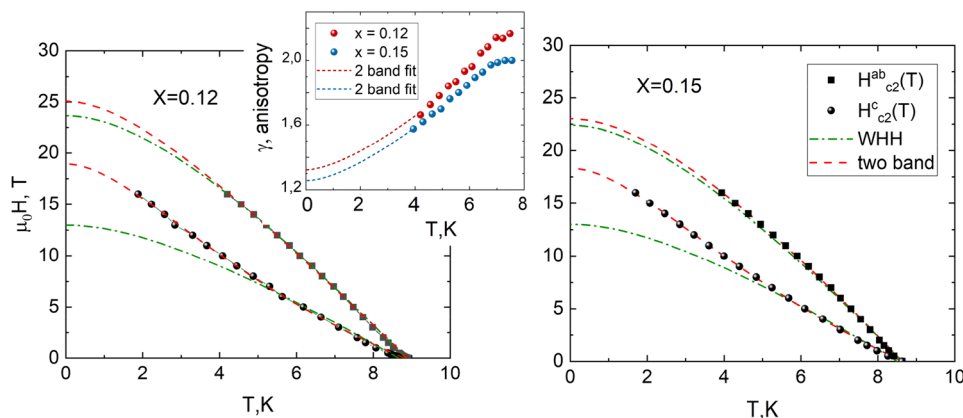 30
25
20
15
10
5
0
μ₀H, T
X=0.12
0 2 4 6 8 10
T,K
2,0
1,6
1,2
γ, anisotropy
x = 0.12
x = 0.15
2 band fit
2 band fit
0 2 4 6 8
T,K
30
25
20
15
10
5
0
X=0.15
H^ab_c2(T)
H^c_c2(T)
WHH
two band
0 2 4 6 8 10
T,K